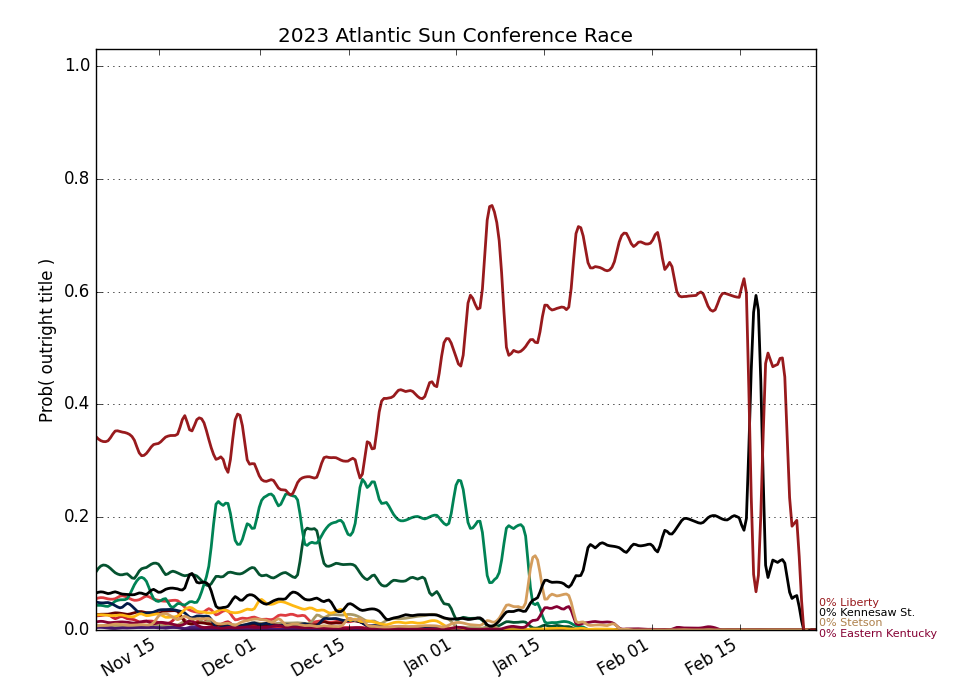 2023 Atlantic Sun Conference Race
Prob( outright title )
1.0
0.8
0.6
0.4
0.2
0.0
Nov 15
Dec 01
Dec 15
Jan 01
Jan 15
Feb 01
Feb 15
0% Liberty
0% Kennesaw St.
0% Stetson
0% Eastern Kentucky